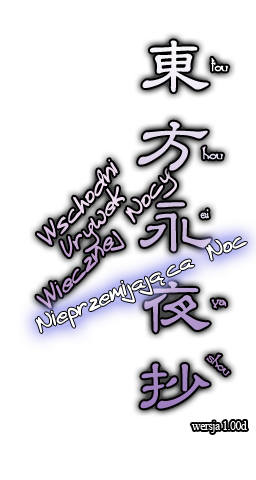 東 tou
方 hou
永 ei
夜 ya
抄 shou
Wschodni
Urywek
Wiecznej Nocy
Nieprzemijająca Noc
wersja 1.00d